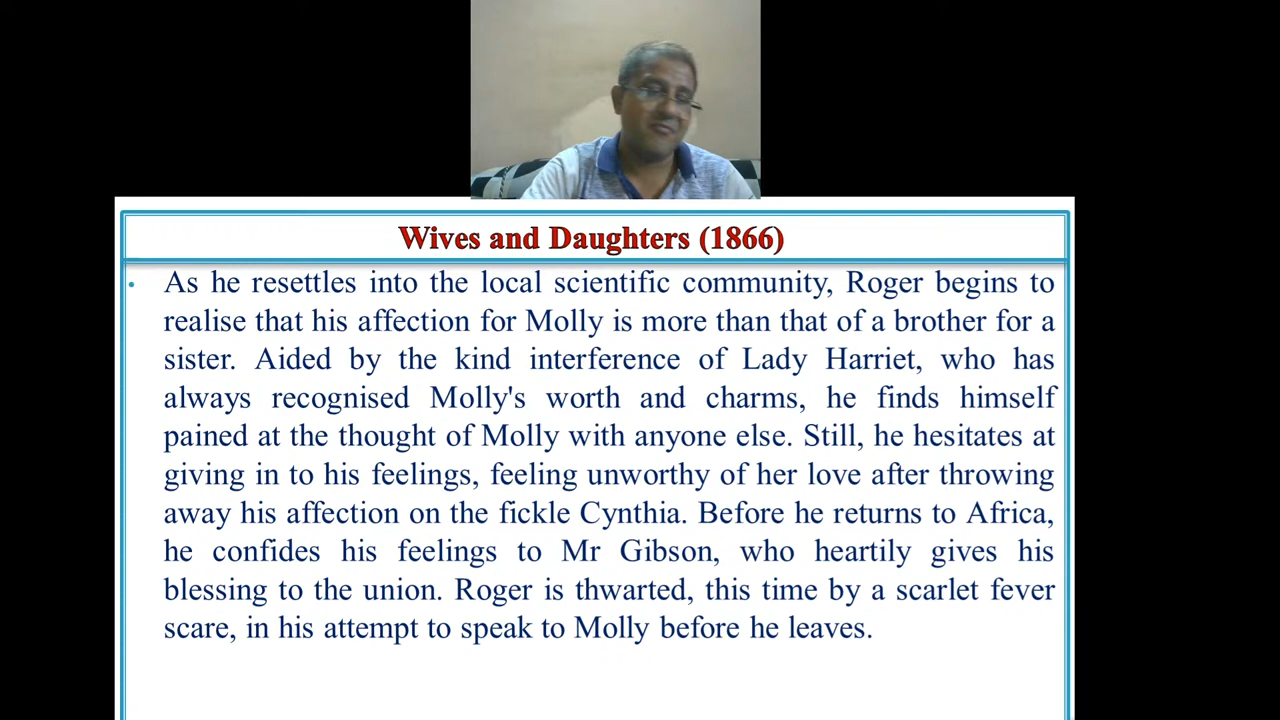 Wives and Daughters (1866)
• As he resettles into the local scientific community, Roger begins to
realise that his affection for Molly is more than that of a brother for a
sister. Aided by the kind interference of Lady Harriet, who has
always recognised Molly's worth and charms, he finds himself
pained at the thought of Molly with anyone else. Still, he hesitates at
giving in to his feelings, feeling unworthy of her love after throwing
away his affection on the fickle Cynthia. Before he returns to Africa,
he confides his feelings to Mr Gibson, who heartily gives his
blessing to the union. Roger is thwarted, this time by a scarlet fever
scare, in his attempt to speak to Molly before he leaves.